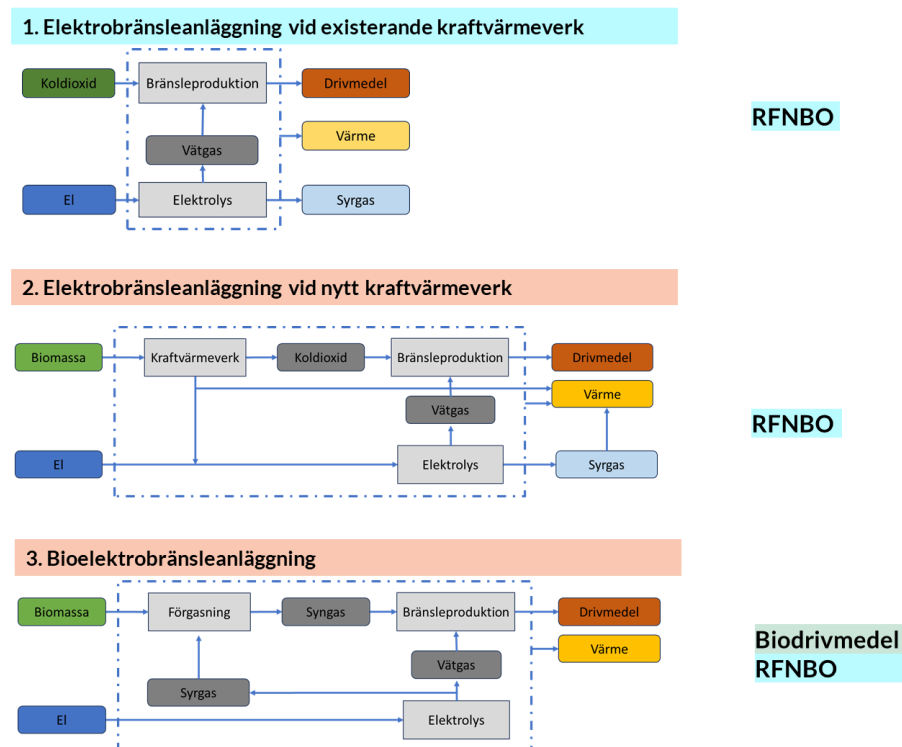 1. Elektrobränsleanläggning vid existerande kraftvärmeverk
Koldioxid
Bränsleproduktion
Drivmedel
RFNBO
Värme
Vätgas
El
Elektrolys
Syrgas
2. Elektrobränsleanläggning vid nytt kraftvärmeverk
Biomassa
Kraftvärmeverk
Koldioxid
Bränsleproduktion
Drivmedel
Värme
Vätgas
RFNBO
El
Elektrolys
Syrgas
3. Bioelektrobränsleanläggning
Biomassa
Förgasning
Syngas
Bränsleproduktion
Drivmedel
Biodrivmedel
Värme
RFNBO
Vätgas
Syrgas
El
Elektrolys